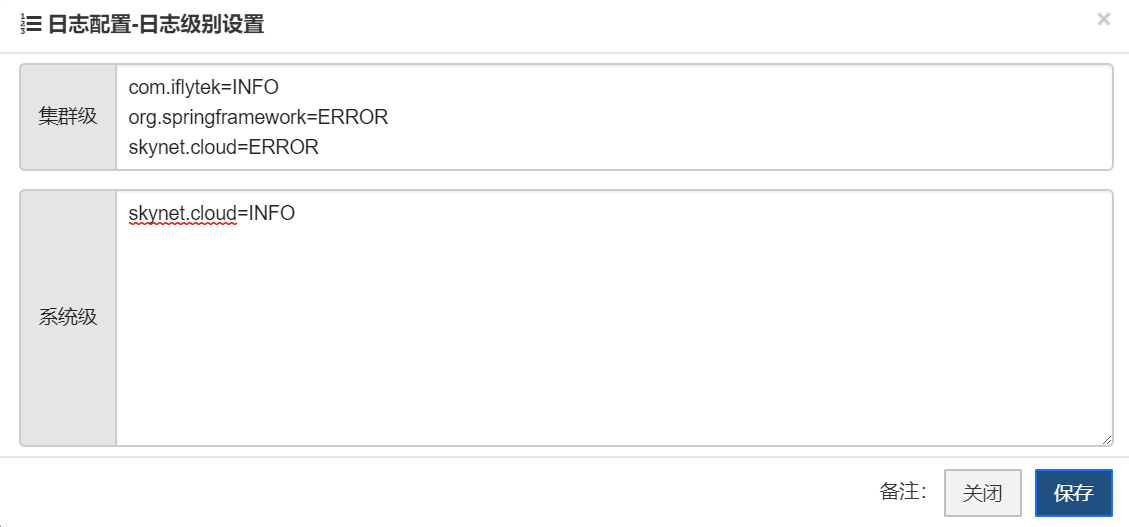 日志配置-日志级别设置
×
集群级
com.iflytek=INFO
org.springframework=ERROR
skynet.cloud=ERROR
系统级
skynet.cloud=INFO
备注：
关闭
保存